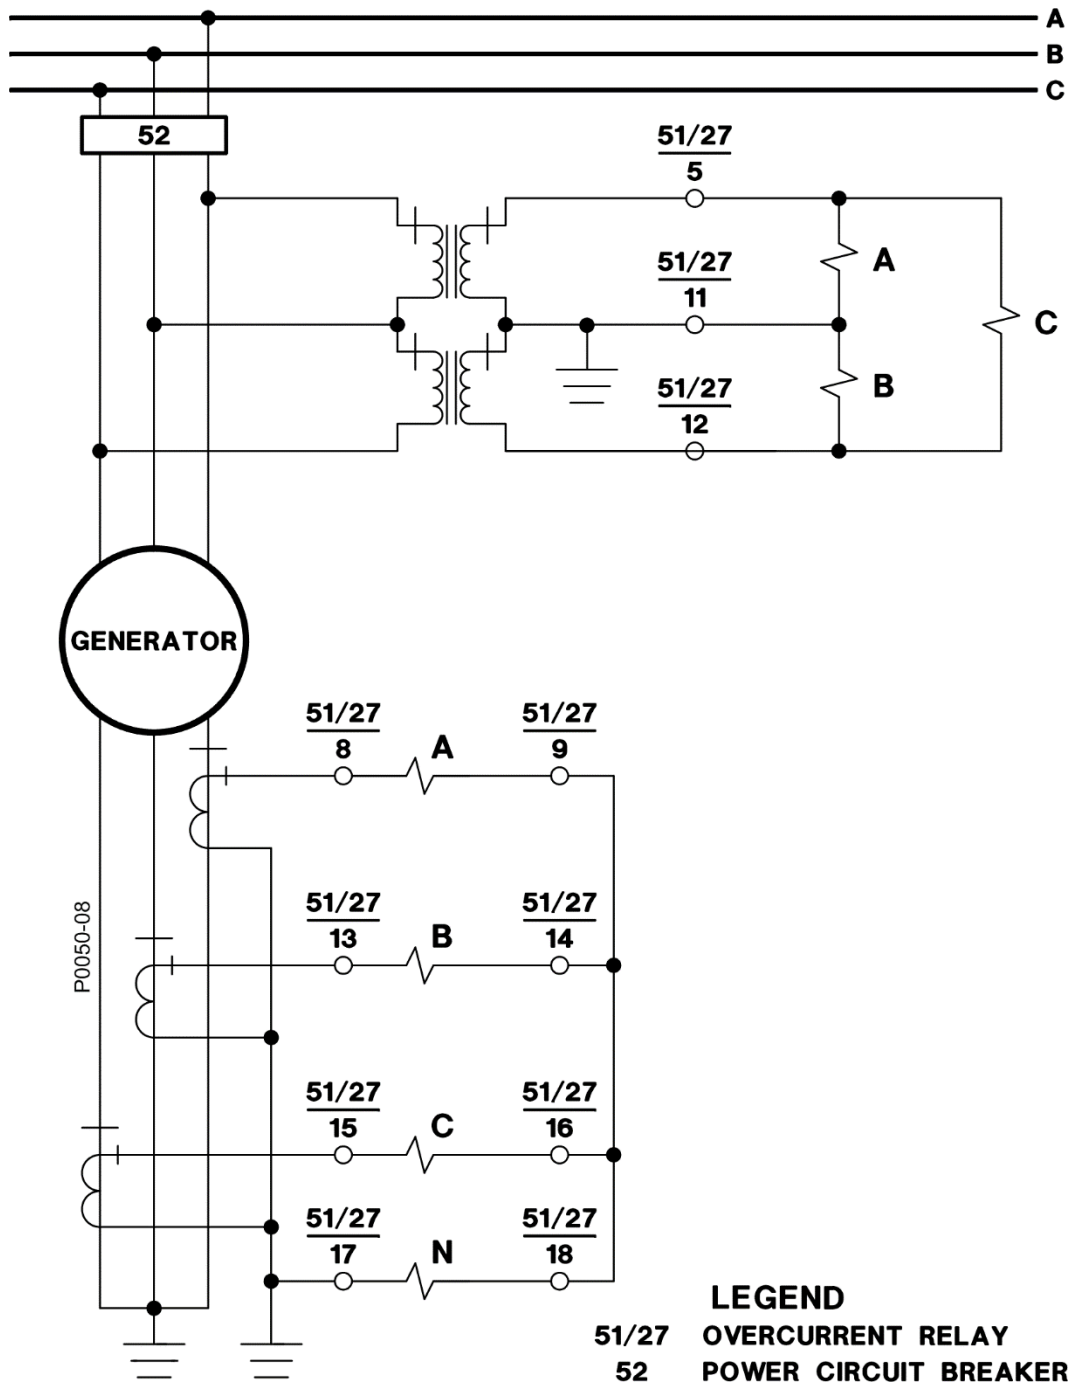 A
B
C
52
51/27
5
51/27
11
A
C
51/27
12
B
GENERATOR
51/27
8
A
51/27
9
P0050-08
51/27
13
B
51/27
14
51/27
15
C
51/27
16
51/27
17
N
51/27
18
LEGEND
51/27 OVERCURRENT RELAY
52 POWER CIRCUIT BREAKER